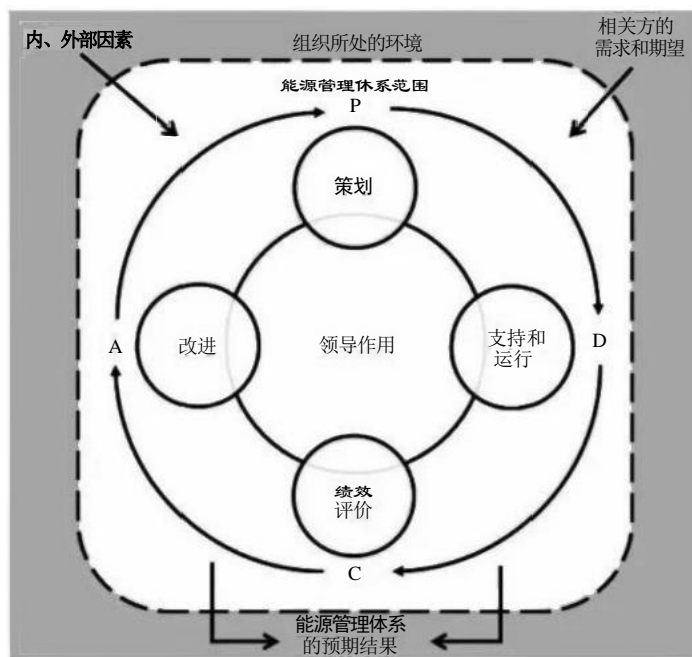 内、外部因素
组织所处的环境
相关方的
需求和期望
能源管理休系范围
P
策划
A
改进
领导作用
支持和
运行
D
绩效
评价
C
能源管理体系
的预期结果